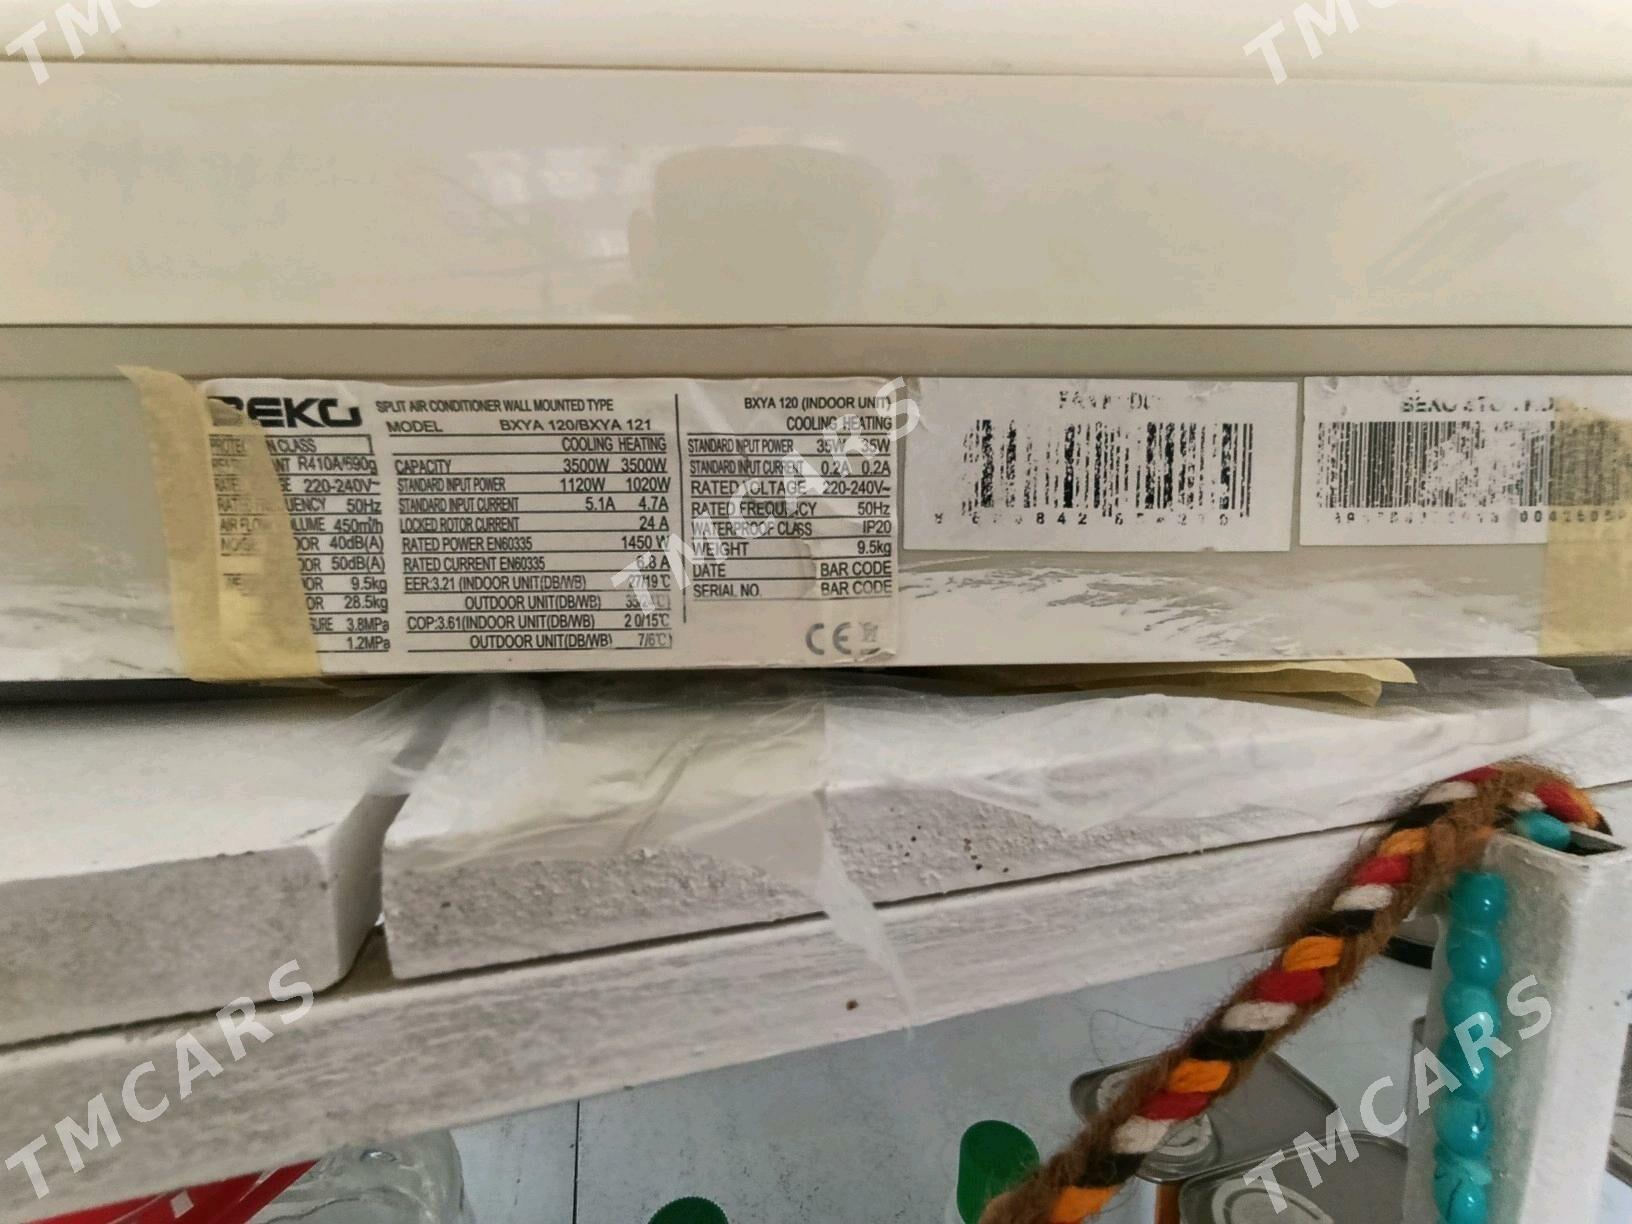 TMCARS
TMCARS
BEKO
SPLIT AIR CONDITIONER WALL MOUNTED TYPE
MODEL BXYA 120/BXYA 121
CLASS I
R410A/690g
220-240V~
50Hz
450m³/h
40dB(A)
50dB(A)
9.5kg
28.5kg
3.8MPa
1.2MPa
COOLING HEATING
CAPACITY 3500W 3500W
STANDARD INPUT POWER 1120W 1020W
STANDARD INPUT CURRENT 5.1A 4.7A
LOCKED ROTOR CURRENT 24 A
RATED POWER EN60335 1450 W
RATED CURRENT EN60335 6.8 A
EER:3.21 (INDOOR UNIT(DB/WB) 27/19℃
OUTDOOR UNIT(DB/WB)
COP:3.61(INDOOR UNIT(DB/WB) 20/15℃
OUTDOOR UNIT(DB/WB) 7/6℃)
BXYA 120 (INDOOR UNIT)
COOLING HEATING
STANDARD INPUT POWER 35W 35W
STANDARD INPUT CURRENT 0.2A 0.2A
RATED VOLTAGE 220-240V~
RATED FREQUENCY 50Hz
WATERPROOF CLASS IP20
WEIGHT 9.5kg
DATE BAR CODE
SERIAL NO. BAR CODE
CE
TMCARS
TMCARS
TMCARS